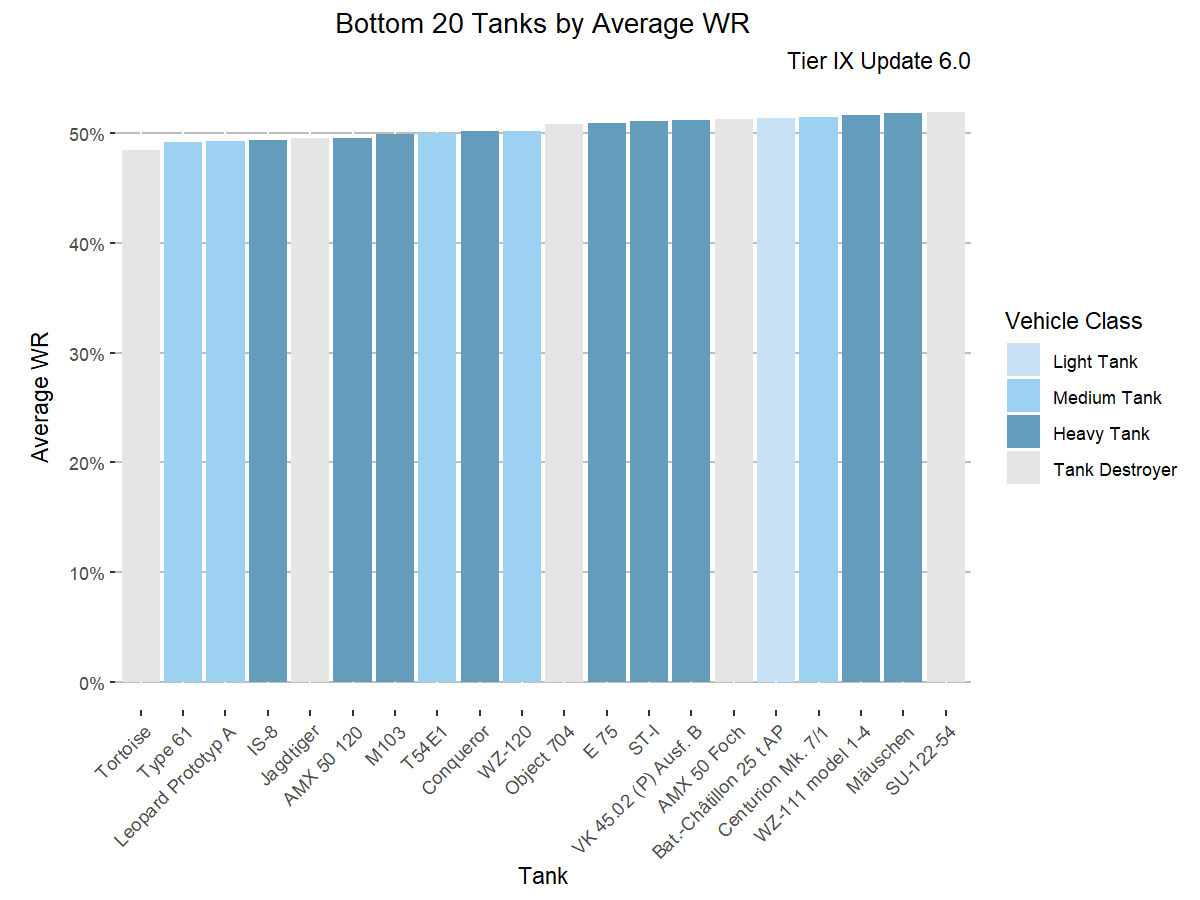 Bottom 20 Tanks by Average WR
Tier IX Update 6.0
Average WR
50%
40%
30%
20%
10%
0%
Tortoise
Type 61
Leopard Prototyp A
IS-8
Jagdtiger
AMX 50 120
M103
T54E1
Conqueror
WZ-120
Object 704
E 75
ST-I
VK 45.02 (P) Ausf. B
AMX 50 Foch
Bat.-Châtillon 25 t AP
Centurion Mk. 7/1
WZ-111 model 1-4
Mäuschen
SU-122-54
Tank
Vehicle Class
Light Tank
Medium Tank
Heavy Tank
Tank Destroyer